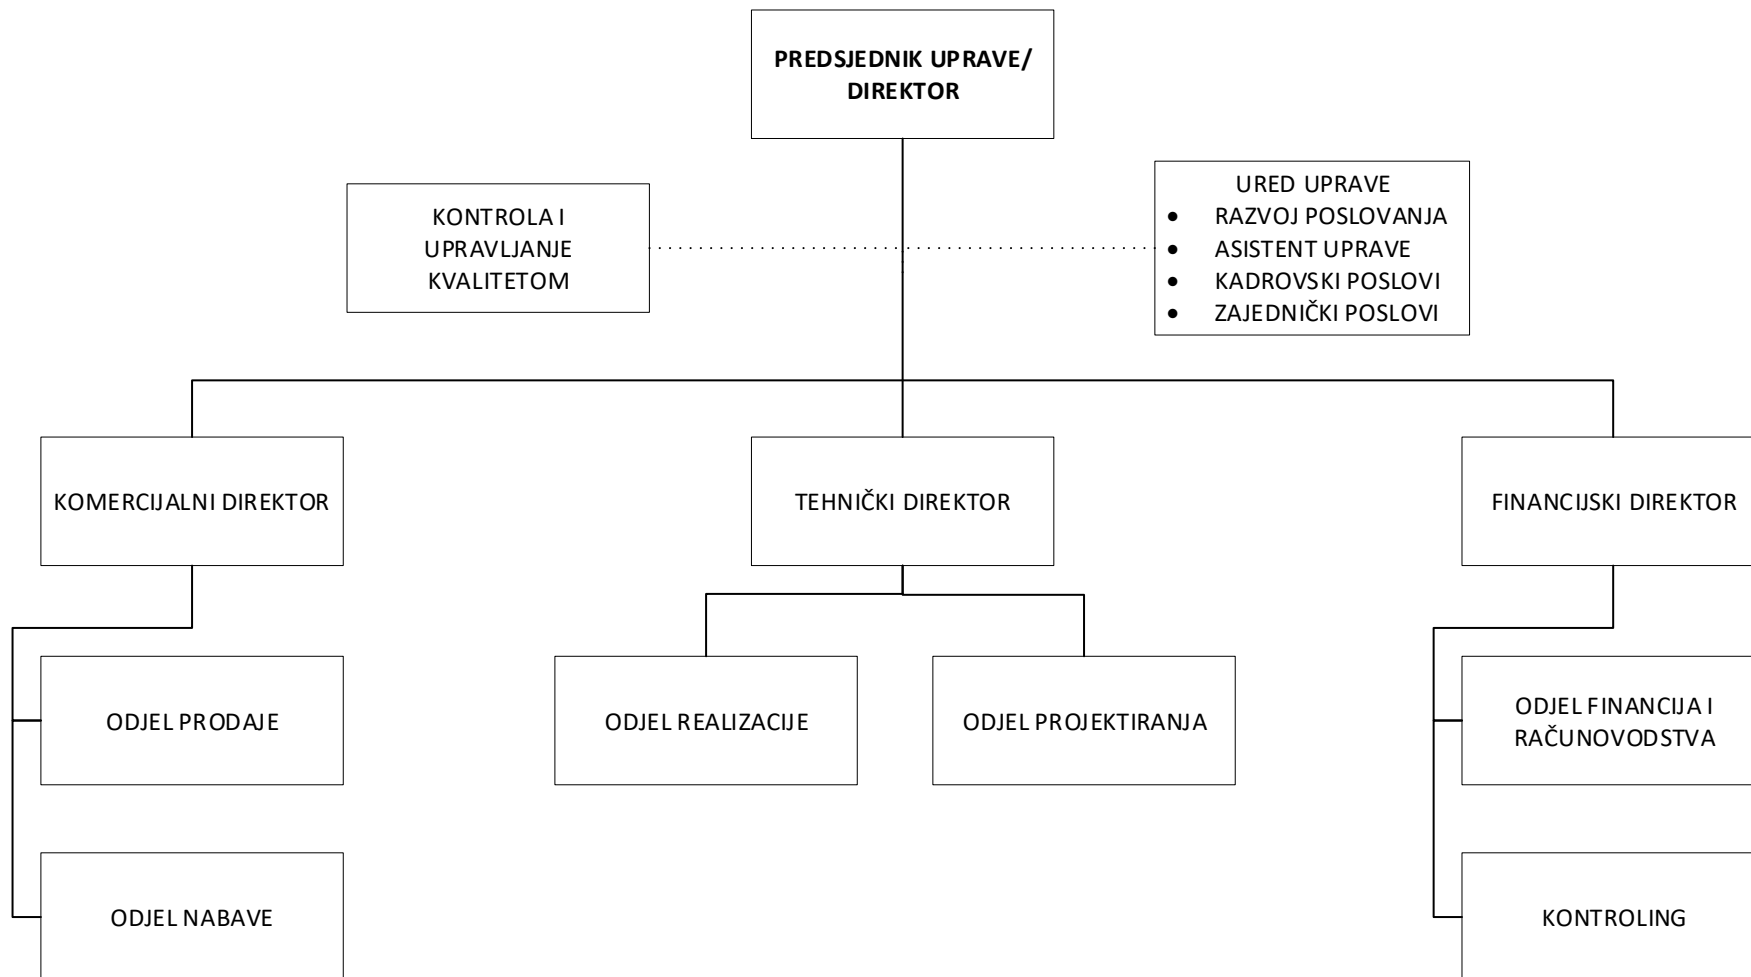 PREDSJEDNIK UPRAVE/
DIREKTOR
KONTROLA I
UPRAVLJANJE
KVALITETOM
URED UPRAVE
• RAZVOJ POSLOVANJA
• ASISTENT UPRAVE
• KADROVSKI POSLOVI
• ZAJEDNIČKI POSLOVI
KOMERCIJALNI DIREKTOR
TEHNIČKI DIREKTOR
FINANCIJSKI DIREKTOR
ODJEL PRODAJE
ODJEL REALIZACIJE
ODJEL PROJEKTIRANJA
ODJEL FINANCIJA I
RAČUNOVODSTVA
ODJEL NABAVE
KONTROLING